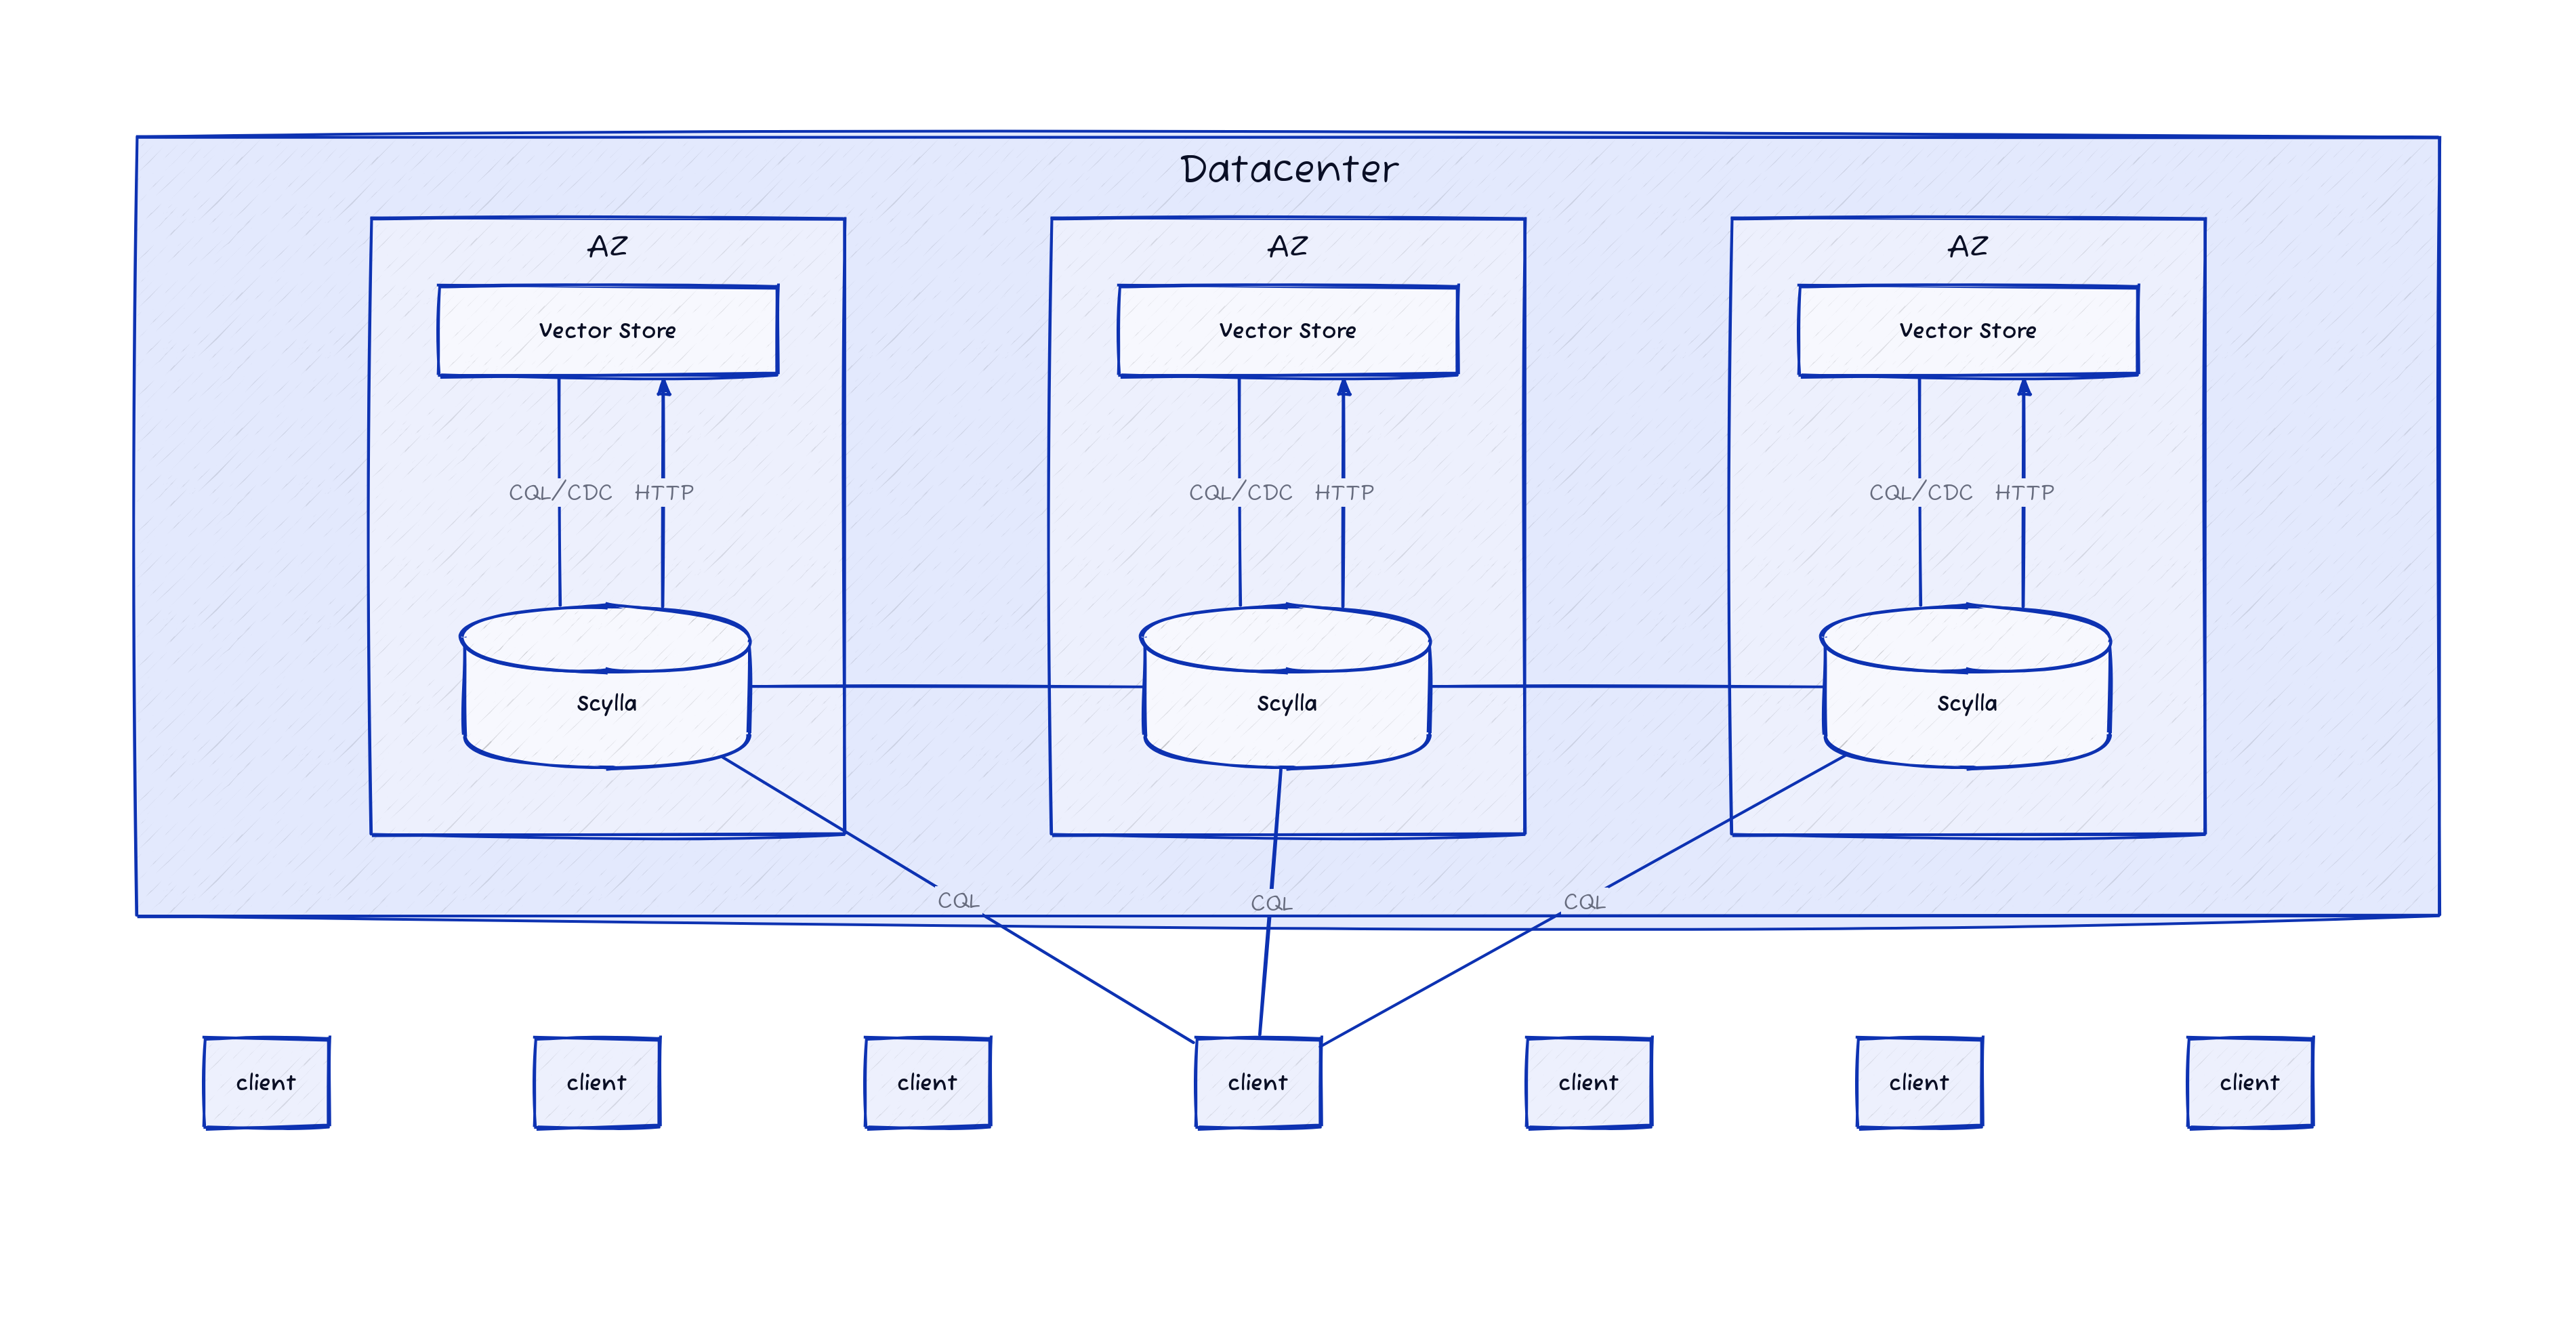 Datacenter
AZ
AZ
AZ
Vector Store
Vector Store
Vector Store
CQL/CDC HTTP
CQL/CDC HTTP
CQL/CDC HTTP
Scylla
Scylla
Scylla
CQL
CQL
CQL
client
client
client
client
client
client
client